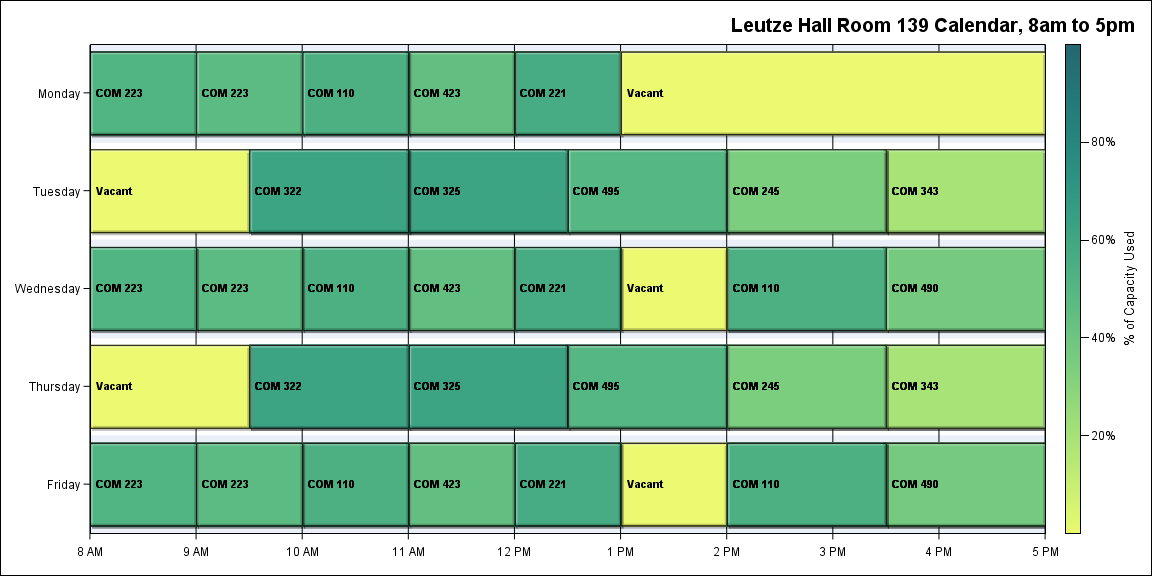 Leutze Hall Room 139 Calendar, 8am to 5pm
Monday COM 223 COM 223 COM 110 COM 423 COM 221 Vacant
Tuesday Vacant COM 322 COM 325 COM 495 COM 245 COM 343
Wednesday COM 223 COM 223 COM 110 COM 423 COM 221 Vacant COM 110 COM 490
Thursday Vacant COM 322 COM 325 COM 495 COM 245 COM 343
Friday COM 223 COM 223 COM 110 COM 423 COM 221 Vacant COM 110 COM 490
8 AM 9 AM 10 AM 11 AM 12 PM 1 PM 2 PM 3 PM 4 PM 5 PM
80%
60%
40%
20%
% of Capacity Used